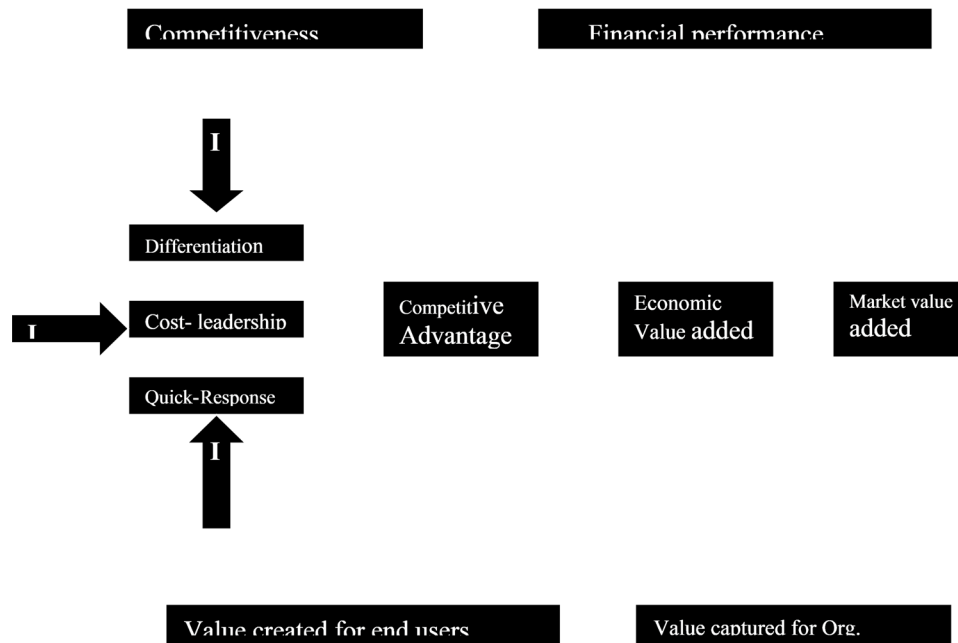 Competitiveness
Financial performance
I
Differentiation
Cost- leadership
I
Quick-Response
I
Competitive
Advantage
Economic
Value added
Market value
added
Value created for end users
Value captured for Org.